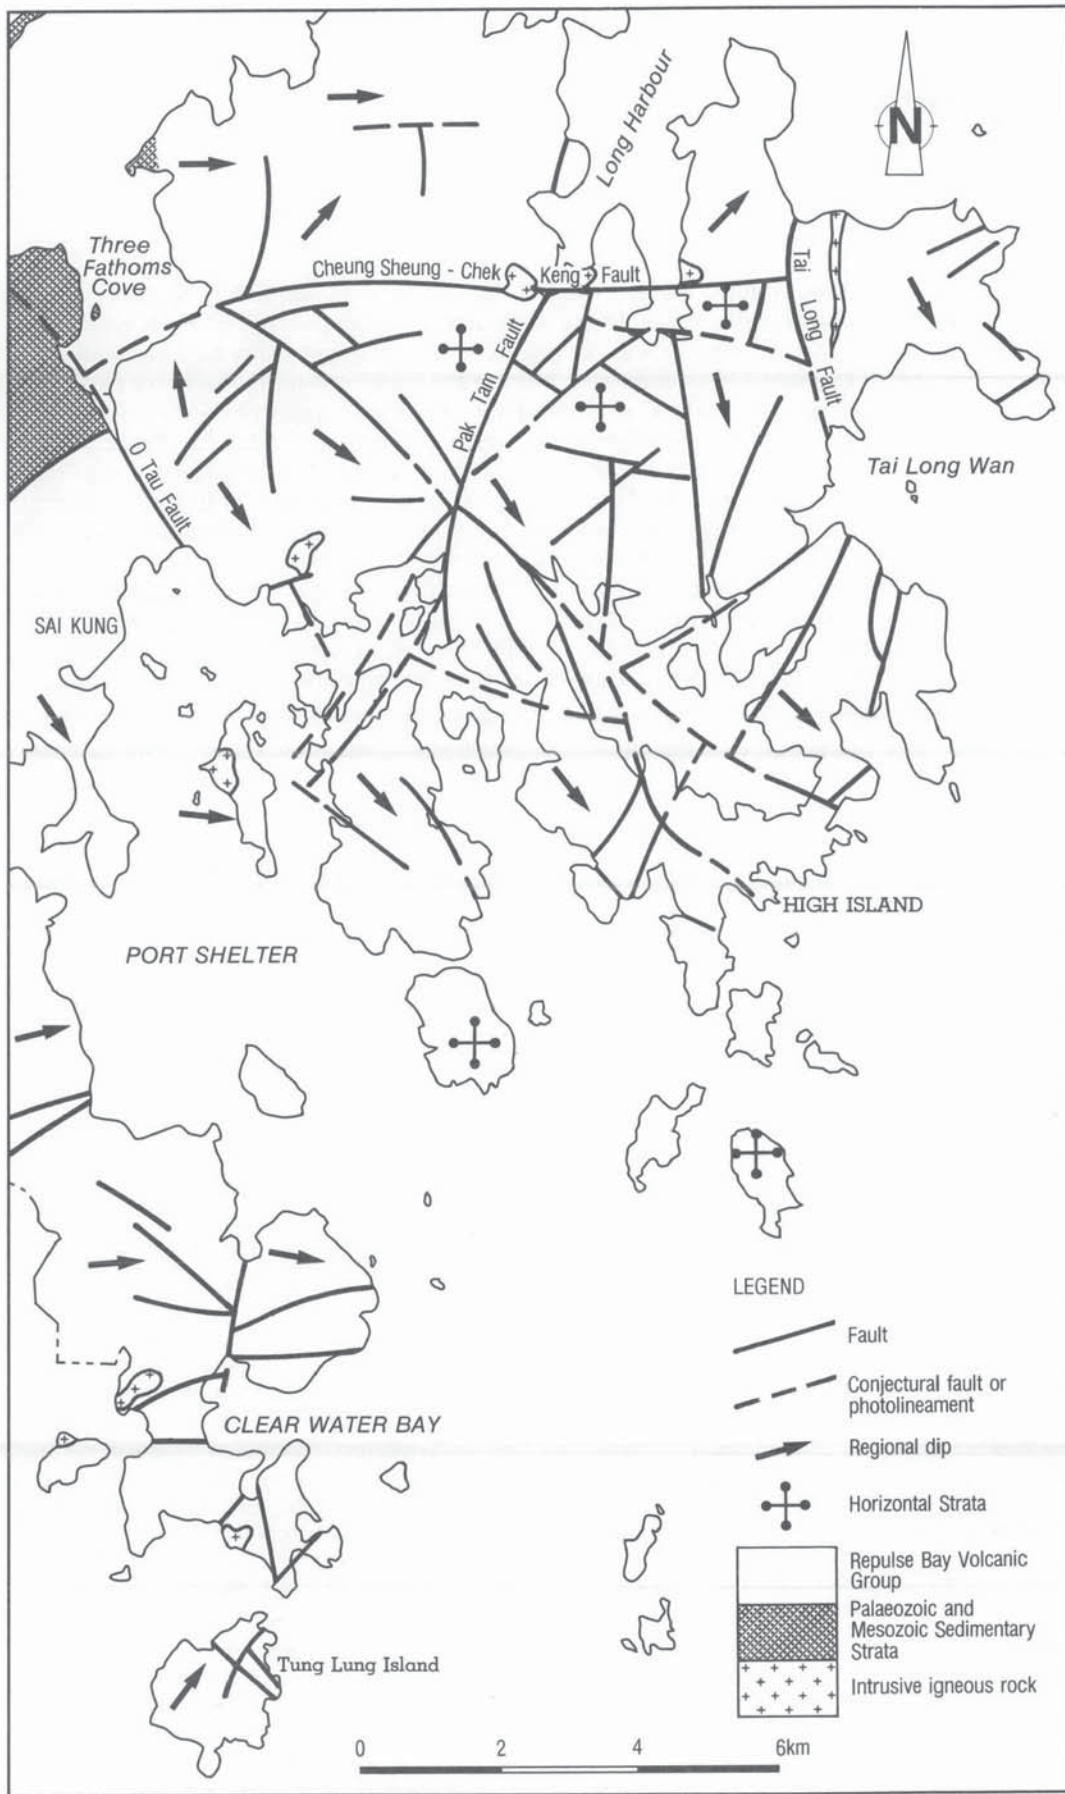 Long Harbour
N
Three
Fathoms
Cove
Cheung Sheung - Chek Keng Fault
Tai Long Fault
Pak Tam Fault
O Tau Fault
Tai Long Wan
SAI KUNG
HIGH ISLAND
PORT SHELTER
CLEAR WATER BAY
Tung Lung Island
LEGEND
Fault
Conjectural fault or
photolineament
Regional dip
Horizontal Strata
Repulse Bay Volcanic
Group
Palaeozoic and
Mesozoic Sedimentary
Strata
Intrusive igneous rock
0 2 4 6km